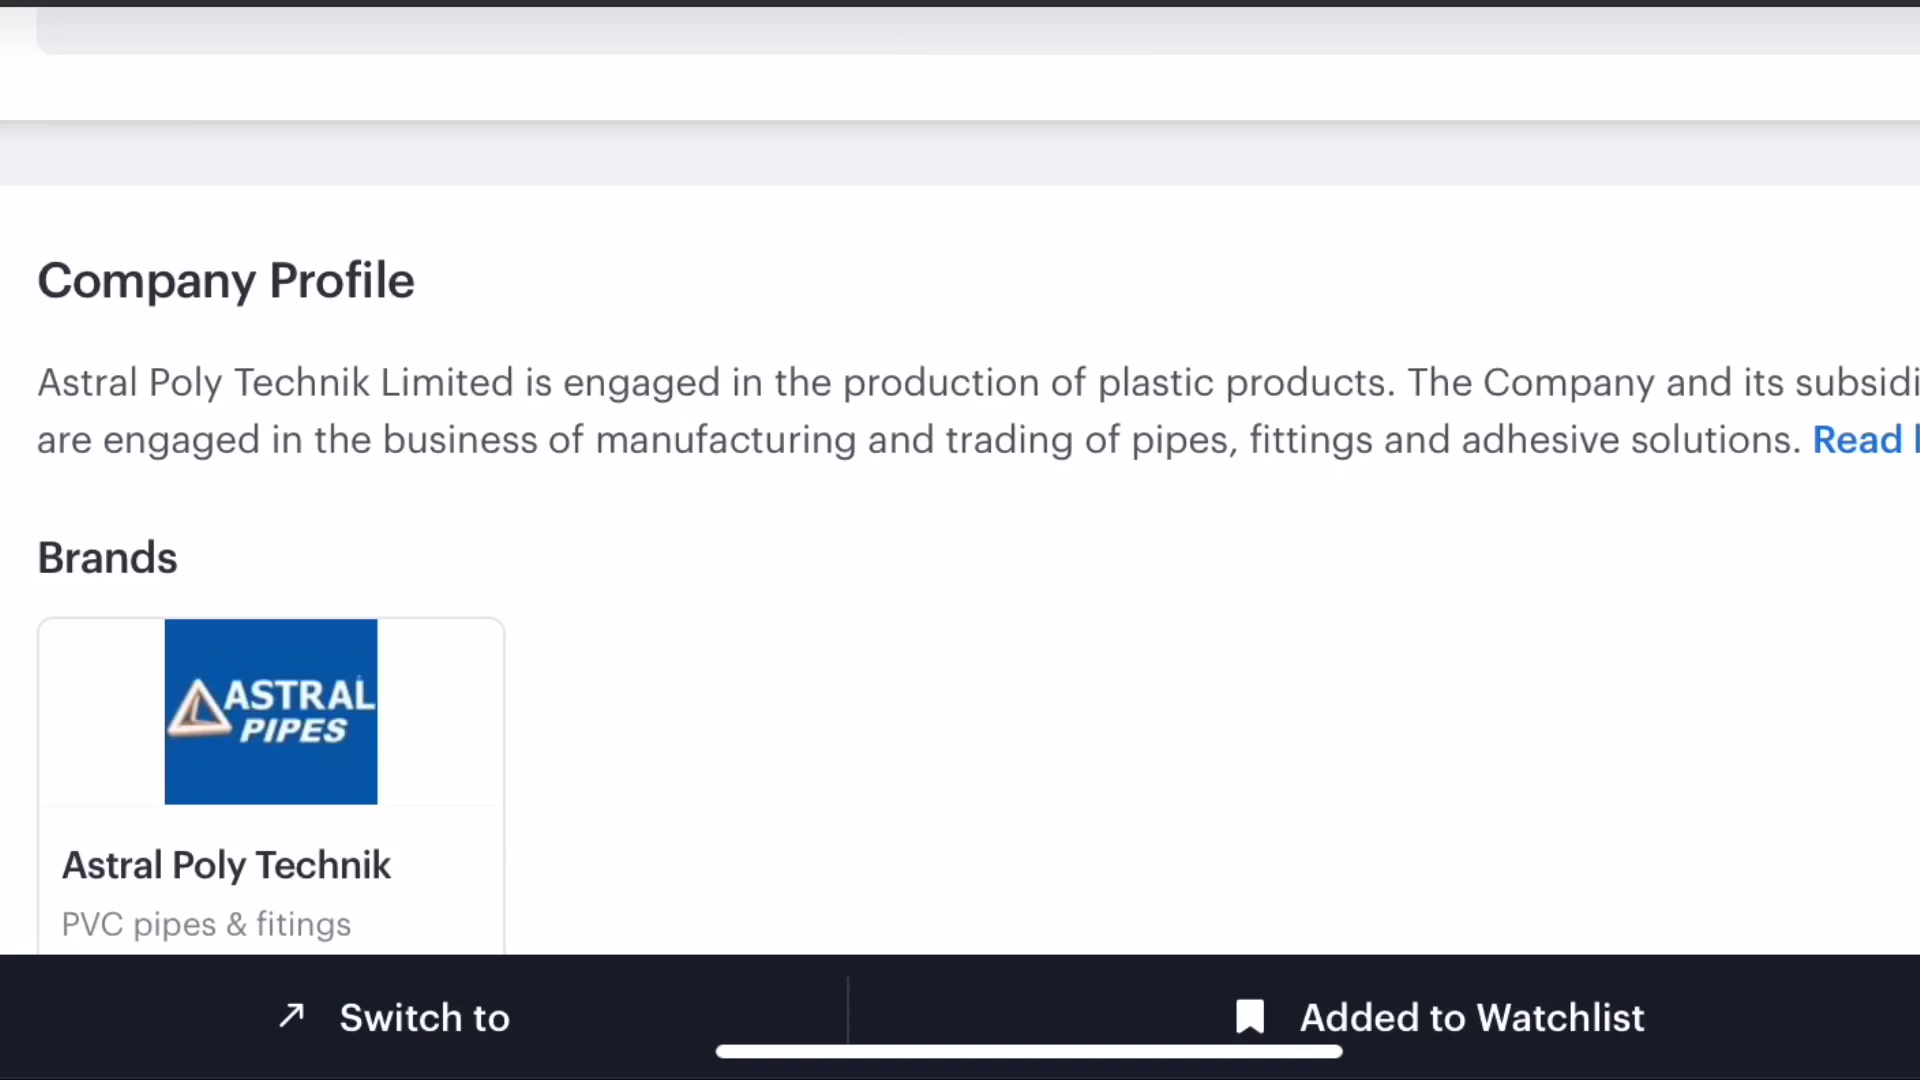 Company Profile
Astral Poly Technik Limited is engaged in the production of plastic products. The Company and its
are engaged in the business of manufacturing and trading of pipes, fittings and adhesive solutions. Read
Brands
ASTRAL
PIPES
Astral Poly Technik
PVC pipes & fitings
Switch to
Added to Watchlist